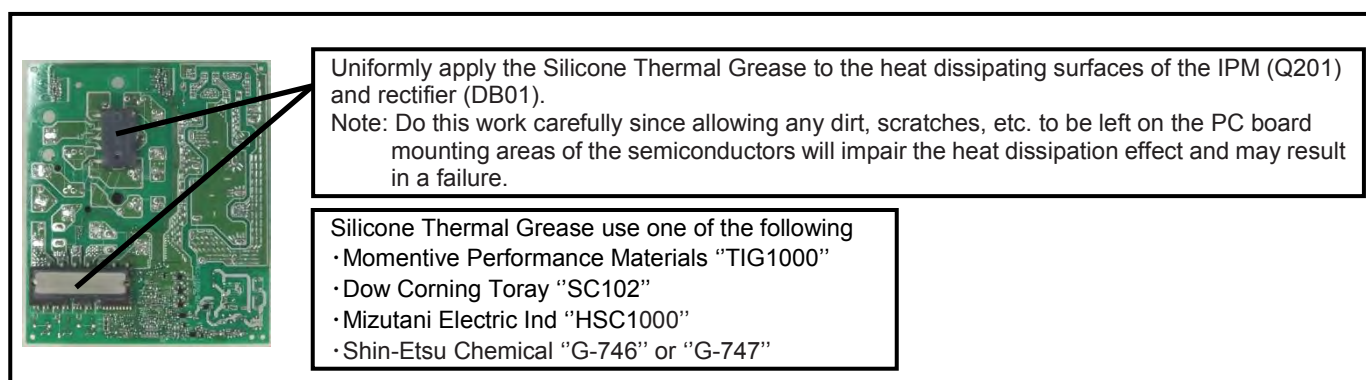 Uniformly apply the Silicone Thermal Grease to the heat dissipating surfaces of the IPM (Q201)
and rectifier (DB01).
Note: Do this work carefully since allowing any dirt, scratches, etc. to be left on the PC board
mounting areas of the semiconductors will impair the heat dissipation effect and may result
in a failure.
Silicone Thermal Grease use one of the following
・Momentive Performance Materials ‘‘TIG1000’’
・Dow Corning Toray ‘‘SC102’’
・Mizutani Electric Ind ‘‘HSC1000’’
・Shin-Etsu Chemical ‘‘G-746’’ or ‘‘G-747’’